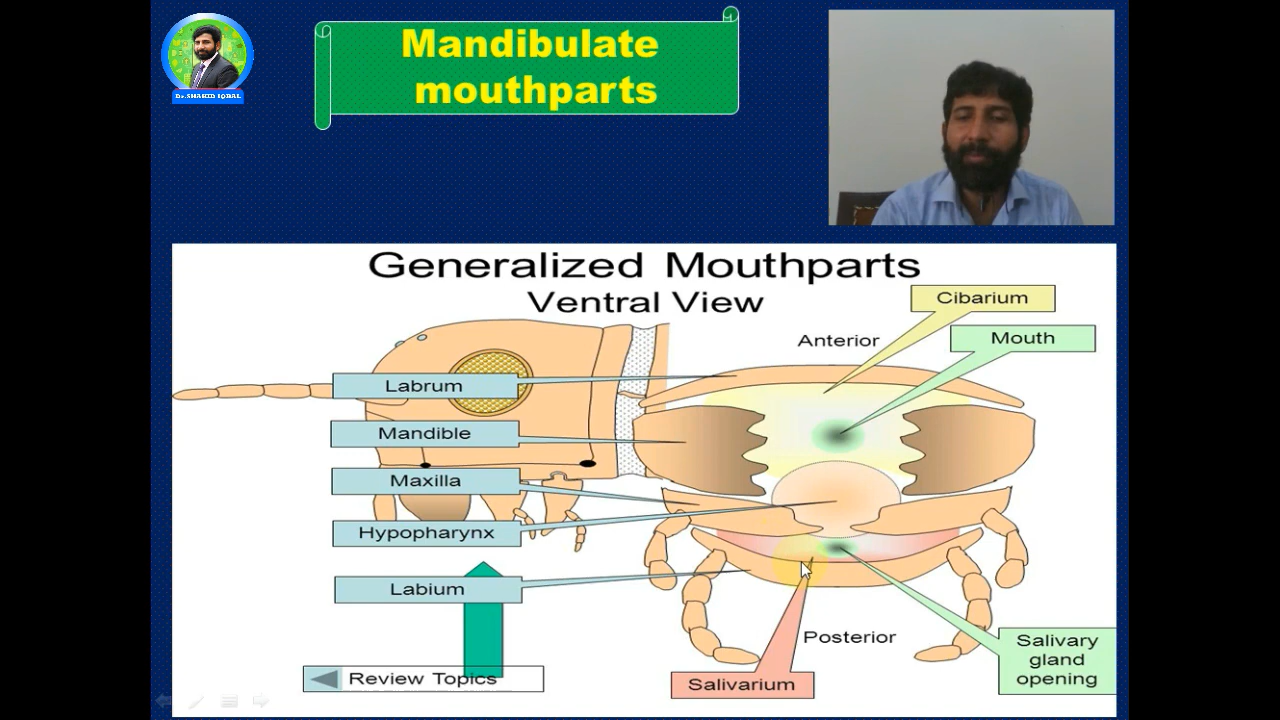 Mandibulate
mouthparts
Dr.SHAHID IQBAL
Generalized Mouthparts
Ventral View
Cibarium
Anterior
Mouth
Labrum
Mandible
Maxilla
Hypopharynx
Labium
Posterior
Salivary
gland
opening
Salivarium
Review Topics